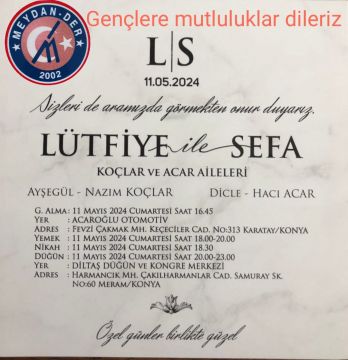 Gençlere mutluluklar dileriz
MEYDAN-DER
2002
L|S
11.05.2024
Sizleri de aramızda görmekten onur duyarız.
LÜTFİYE ile SEFA
KOÇLAR VE ACAR AİLELERİ
AYŞEGÜL - NAZIM KOÇLAR DİCLE - HACI ACAR
G. ALMA : 11 MAYIS 2024 CUMARTESİ SAAT 16.45
YER : ACAROĞLU OTOMOTİV
ADRES : FEVZİ ÇAKMAK MH. KEÇECİLER CAD. NO:313 KARATAY/KONYA
YEMEK : 11 MAYIS 2024 CUMARTESİ SAAT 18.00-20.00
NİKAH : 11 MAYIS 2024 CUMARTESİ SAAT 18.30
DÜĞÜN : 11 MAYIS 2024 CUMARTESİ SAAT 20.00-23.00
YER : DİLTAŞ DÜĞÜN VE KONGRE MERKEZİ
ADRES : HARMANCIK MH. ÇAKILHARMANLAR CAD. SAMURAY SK.
NO:60 MERAM/KONYA
Özel günler birlikte güzel